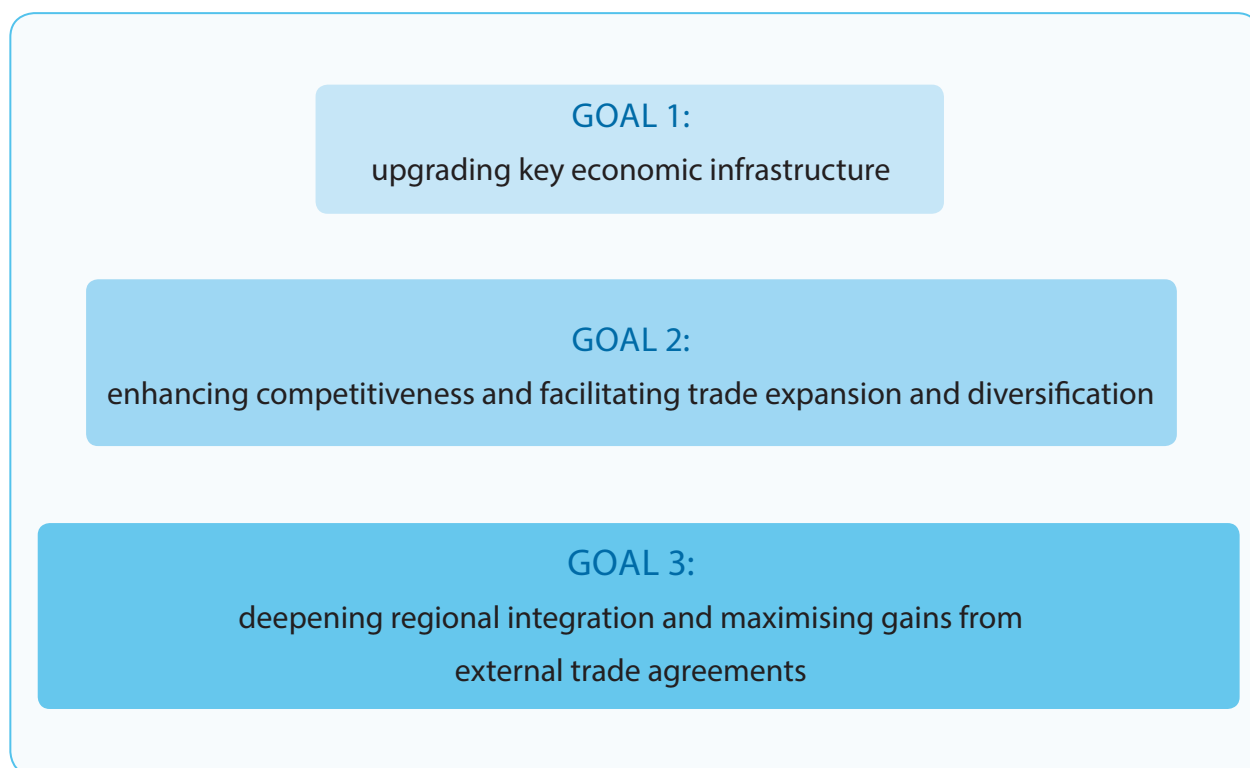 GOAL 1:
upgrading key economic infrastructure
GOAL 2:
enhancing competitiveness and facilitating trade expansion and diversification
GOAL 3:
deepening regional integration and maximising gains from
external trade agreements